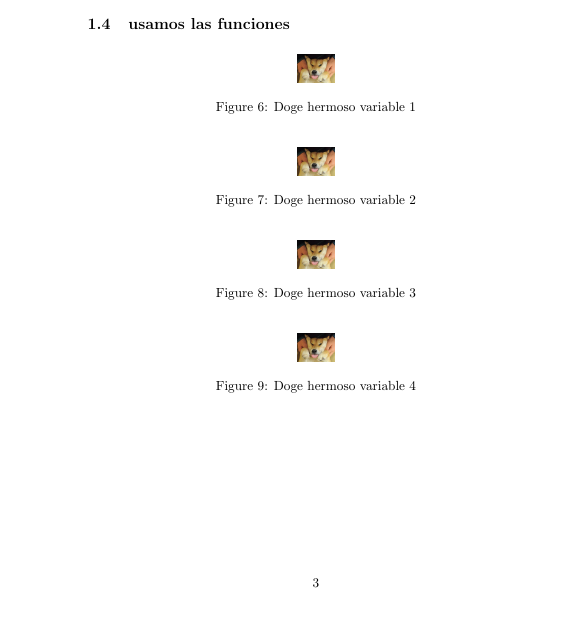 1.4 usamos las funciones
Figure 6: Doge hermoso variable 1
Figure 7: Doge hermoso variable 2
Figure 8: Doge hermoso variable 3
Figure 9: Doge hermoso variable 4
3